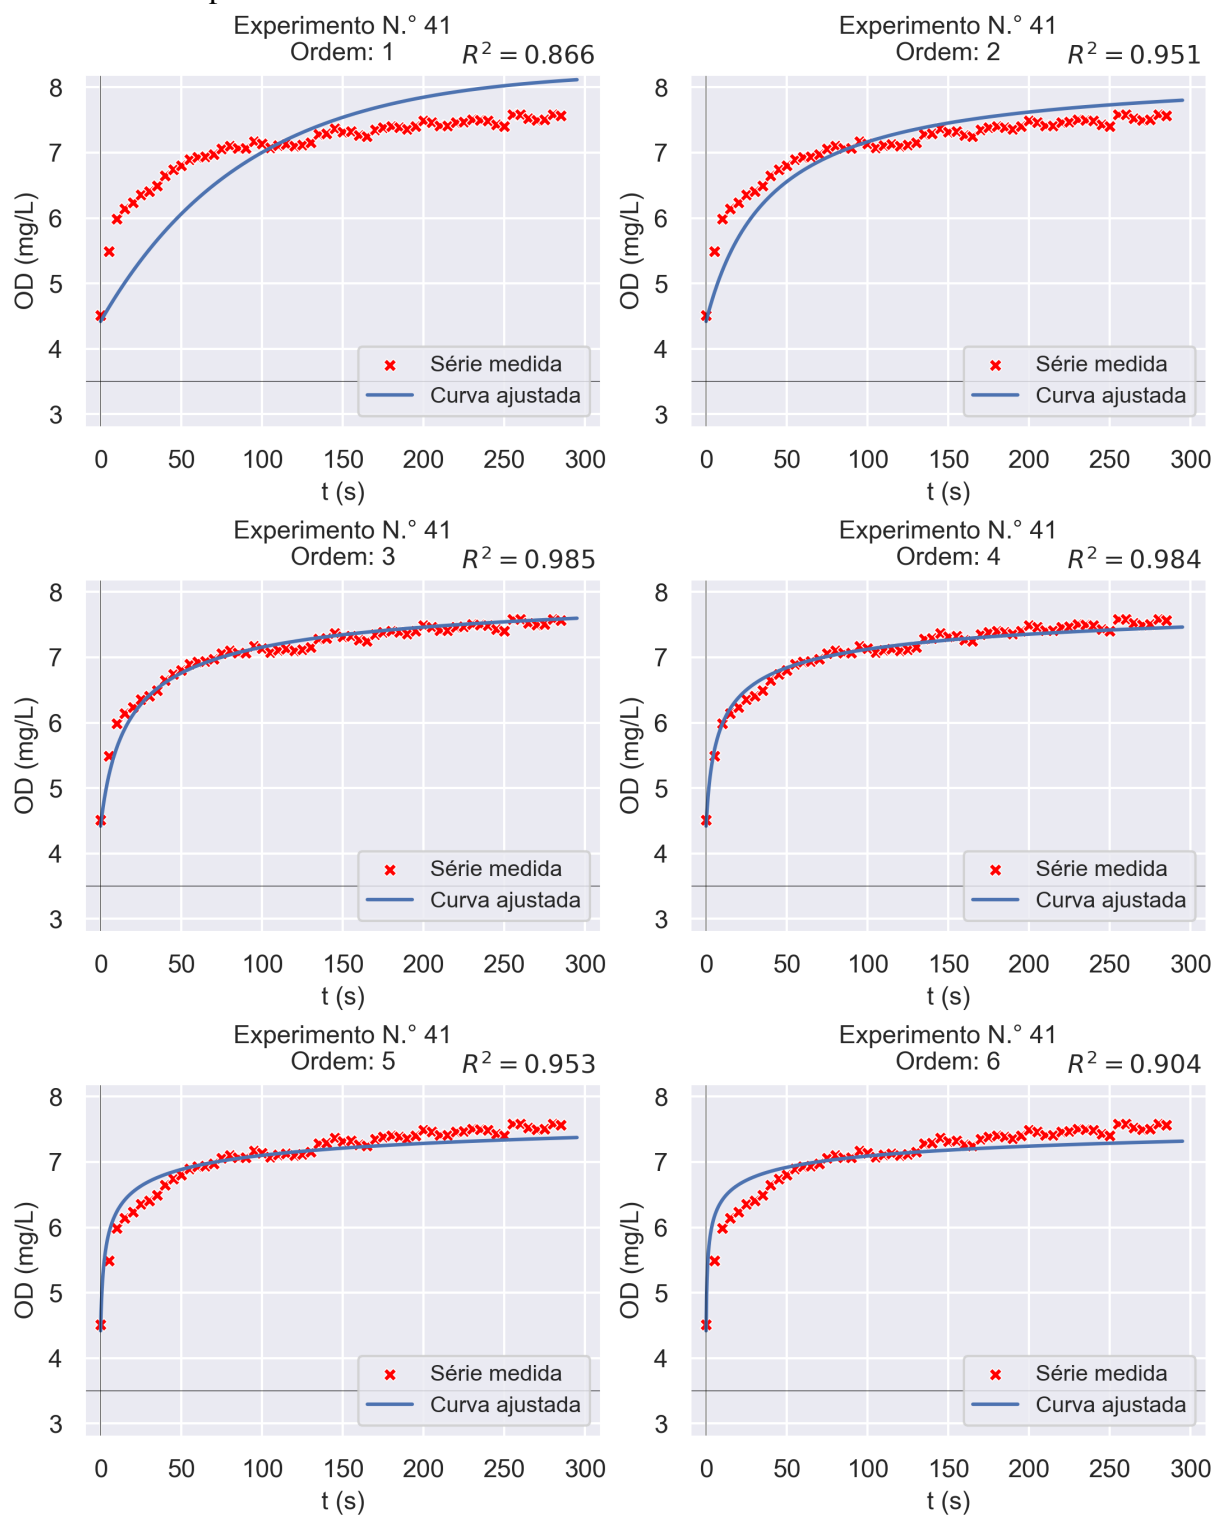 Experimento N.° 41
Ordem: 1 R² = 0.866
8
7
6
5
4
3
OD (mg/L)
Série medida
Curva ajustada
0 50 100 150 200 250 300
t (s)
Experimento N.° 41
Ordem: 2 R² = 0.951
8
7
6
5
4
3
OD (mg/L)
Série medida
Curva ajustada
0 50 100 150 200 250 300
t (s)
Experimento N.° 41
Ordem: 3 R² = 0.985
8
7
6
5
4
3
OD (mg/L)
Série medida
Curva ajustada
0 50 100 150 200 250 300
t (s)
Experimento N.° 41
Ordem: 4 R² = 0.984
8
7
6
5
4
3
OD (mg/L)
Série medida
Curva ajustada
0 50 100 150 200 250 300
t (s)
Experimento N.° 41
Ordem: 5 R² = 0.953
8
7
6
5
4
3
OD (mg/L)
Série medida
Curva ajustada
0 50 100 150 200 250 300
t (s)
Experimento N.° 41
Ordem: 6 R² = 0.904
8
7
6
5
4
3
OD (mg/L)
Série medida
Curva ajustada
0 50 100 150 200 250 300
t (s)